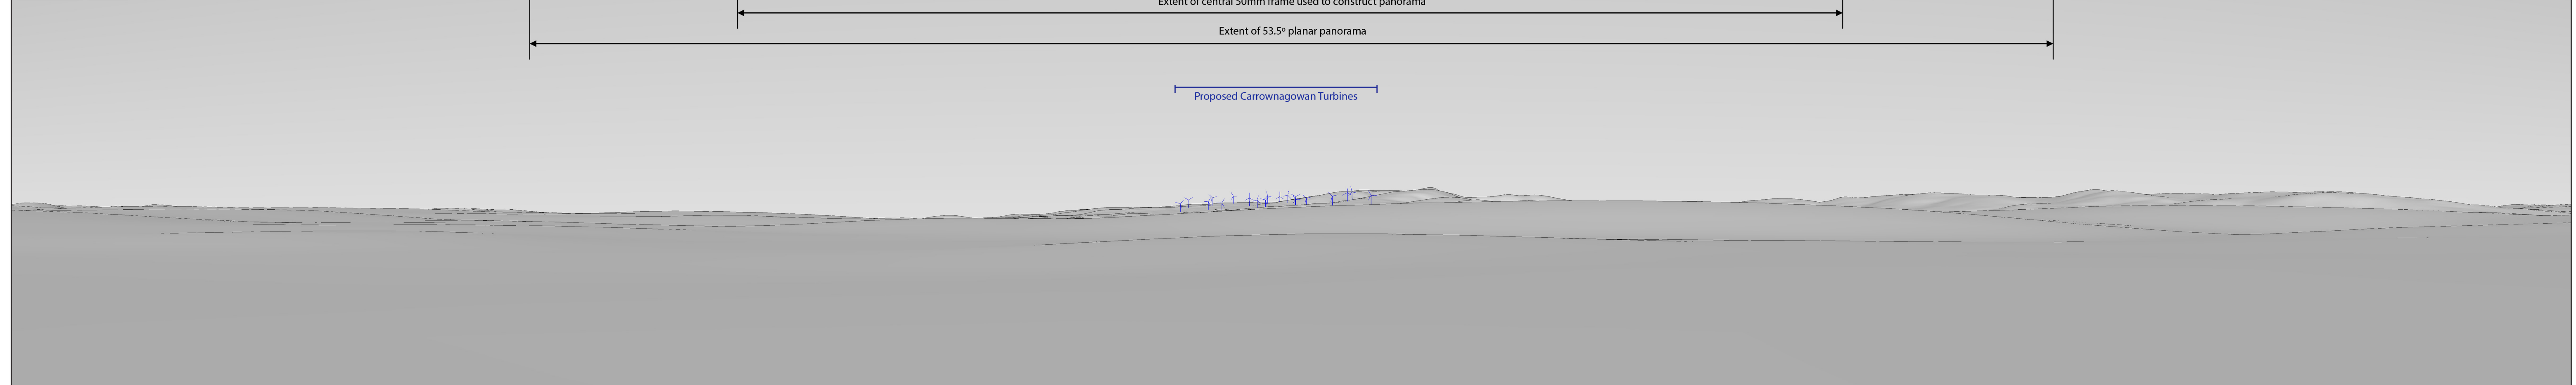 Extent of central 50mm frame used to construct panorama
Extent of 53.5º planar panorama
Proposed Carrownagowan Turbines